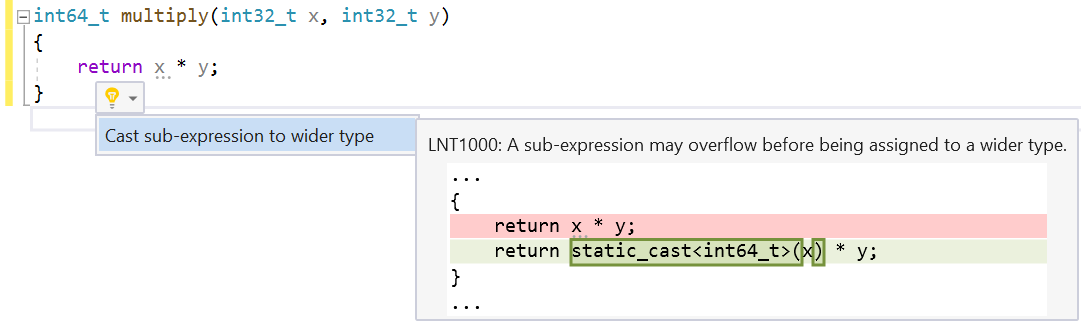 int64_t multiply(int32_t x, int32_t y)
{
    return x * y;
}
Cast sub-expression to wider type
LNT1000: A sub-expression may overflow before being assigned to a wider type.
...
{
    return x * y;
    return static_cast<int64_t>(x) * y;
}
...